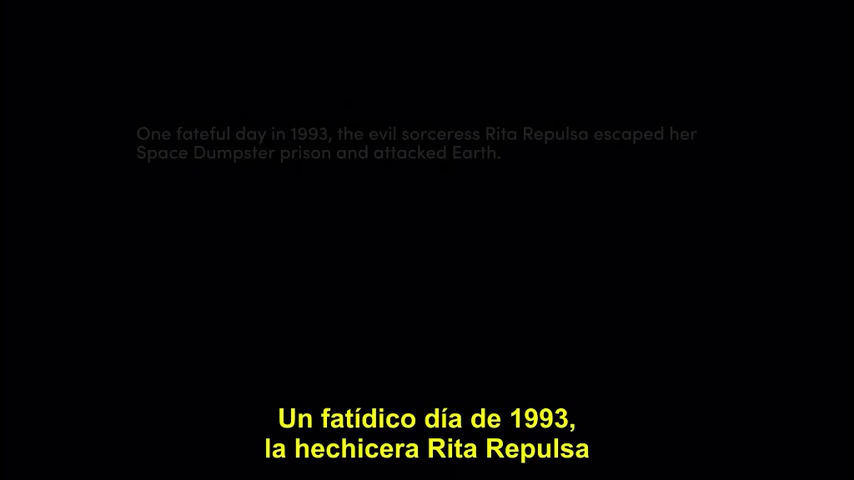 One fateful day in 1993, the evil sorceress Rita Repulsa escaped her
Space Dumpster prison and attacked Earth.
Un fatídico día de 1993,
la hechicera Rita Repulsa